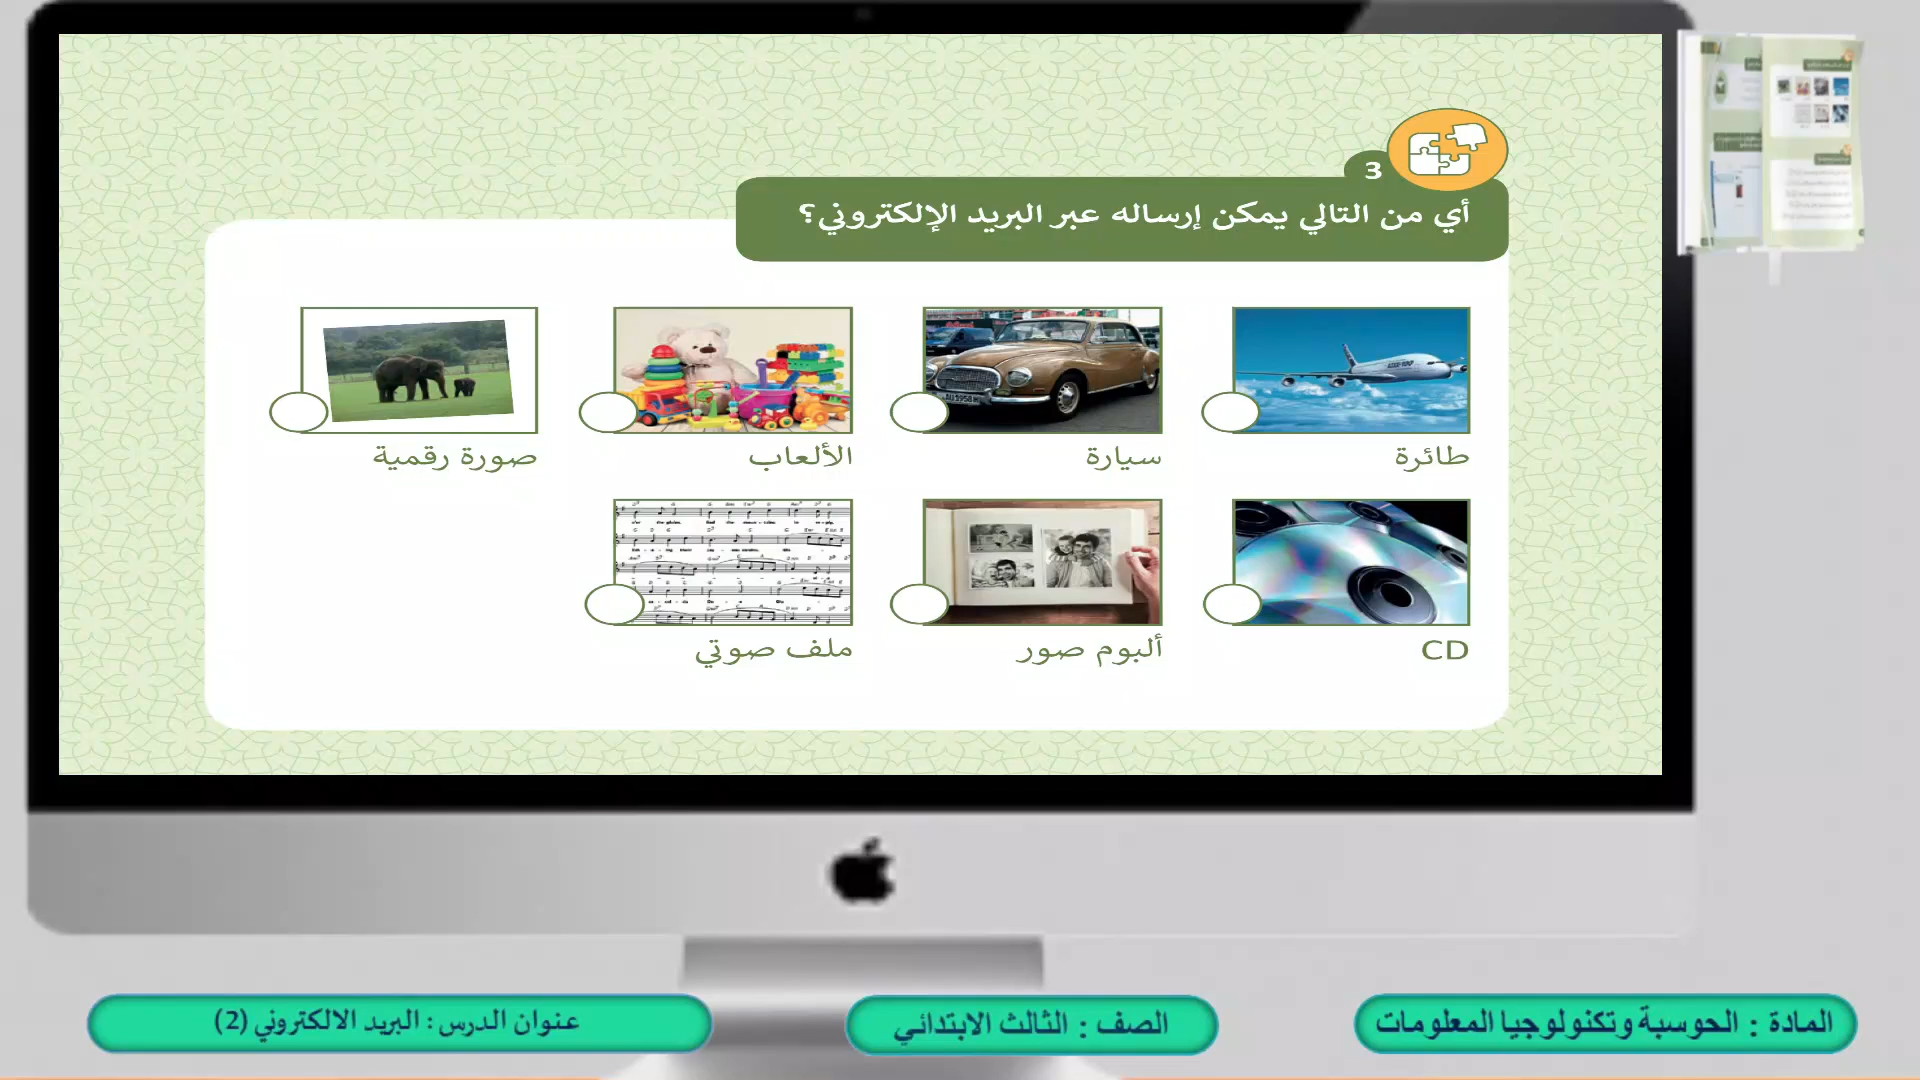 3
أي من التالي يمكن إرساله عبر البريد الإلكتروني؟
طائرة
سيارة
الألعاب
صورة رقمية
CD
ألبوم صور
ملف صوتي
المادة : الحوسبة وتكنولوجيا المعلومات
الصف : الثالث الابتدائي
عنوان الدرس : البريد الالكتروني (2)